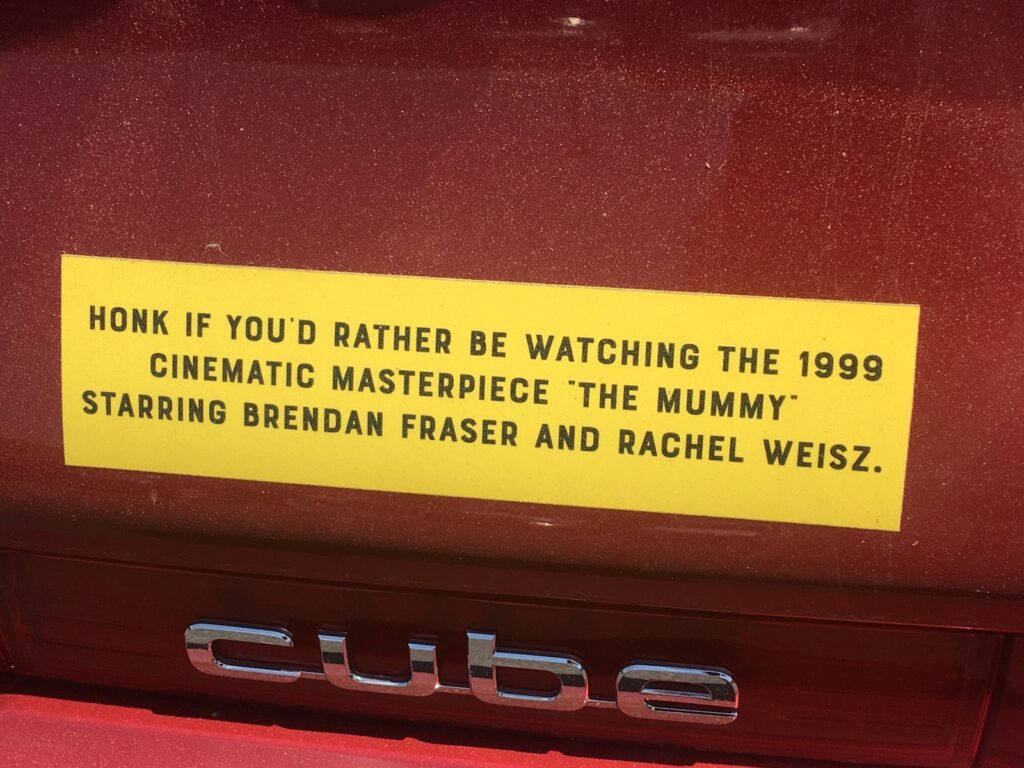 HONK IF YOU'D RATHER BE WATCHING THE 1999
CINEMATIC MASTERPIECE "THE MUMMY"
STARRING BRENDAN FRASER AND RACHEL WEISZ.
cube